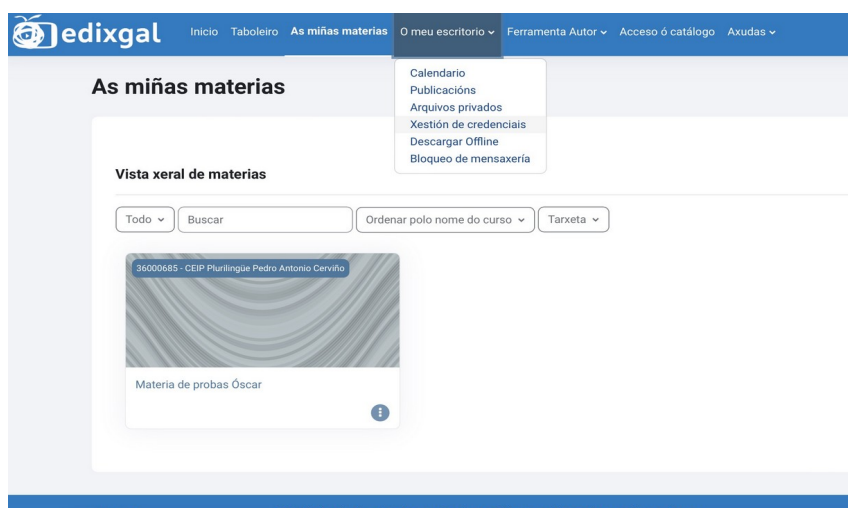 edixgal Inicio Taboleiro As miñas materias O meu escritorio Ferramenta Autor Acceso ó catálogo Axudas
Calendario
Publicacións
Arquivos privados
Xestión de credenciais
Descargar Offline
Bloqueo de mensaxería
As miñas materias
Vista xeral de materias
Todo Buscar Ordenar polo nome do curso Tarxeta
36000685 - CEIP Plurilingüe Pedro Antonio Cerviño
Materia de probas Óscar